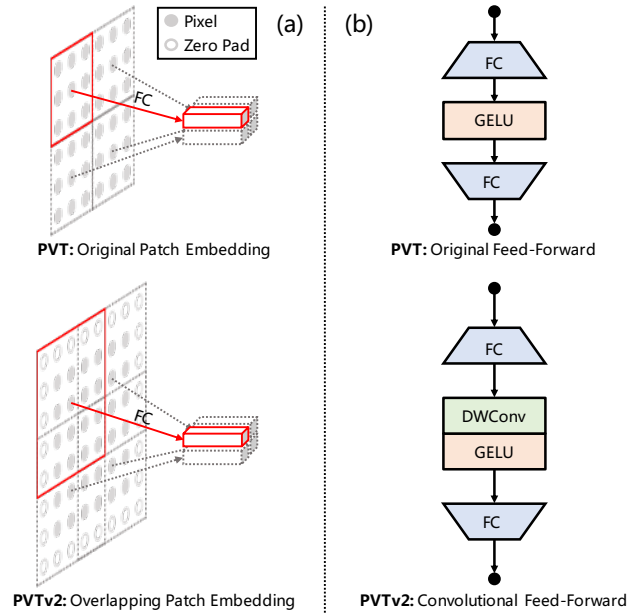 Pixel
Zero Pad
(a)
FC
PVT: Original Patch Embedding
FC
PVTv2: Overlapping Patch Embedding
(b)
FC
GELU
FC
PVT: Original Feed-Forward
FC
DWConv
GELU
FC
PVTv2: Convolutional Feed-Forward